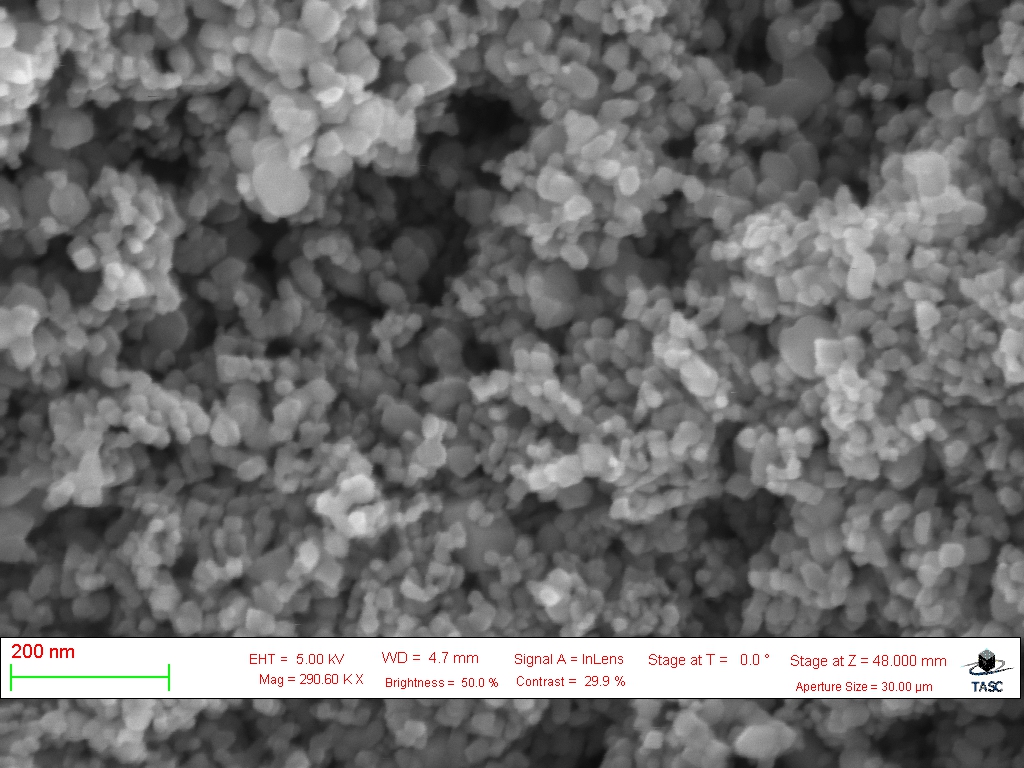 200 nm
EHT = 5.00 kV
WD = 4.7 mm
Signal A = InLens
Stage at T = 0.0 °
Stage at Z = 48.000 mm
Mag = 290.60 K X
Brightness = 50.0 %
Contrast = 29.9 %
Aperture Size = 30.00 µm
TASC